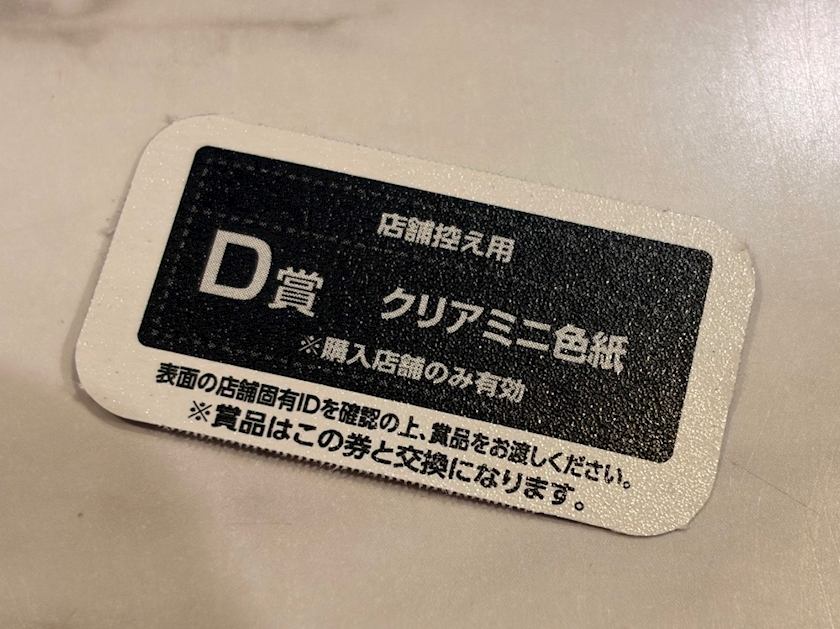 店舗控え用
D賞 クリアミニ色紙
※購入店舗のみ有効
表面の店舗固有IDを確認の上、賞品をお渡しください。
※賞品はこの券と交換になります。